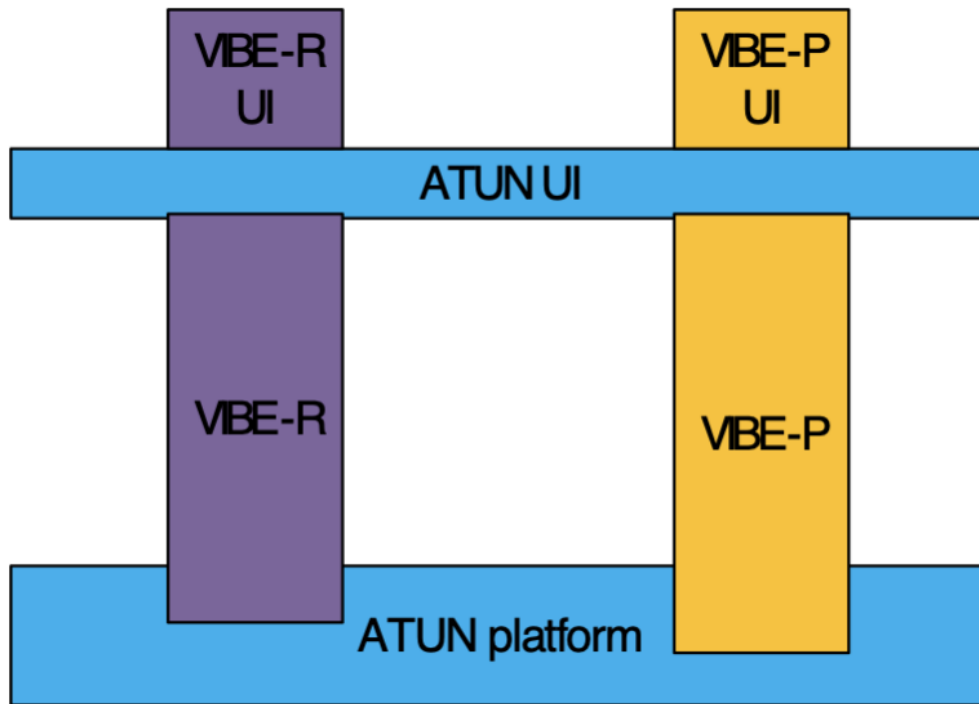 VIBE-R
UI
VIBE-P
UI
ATUN UI
VIBE-R
VIBE-P
ATUN platform